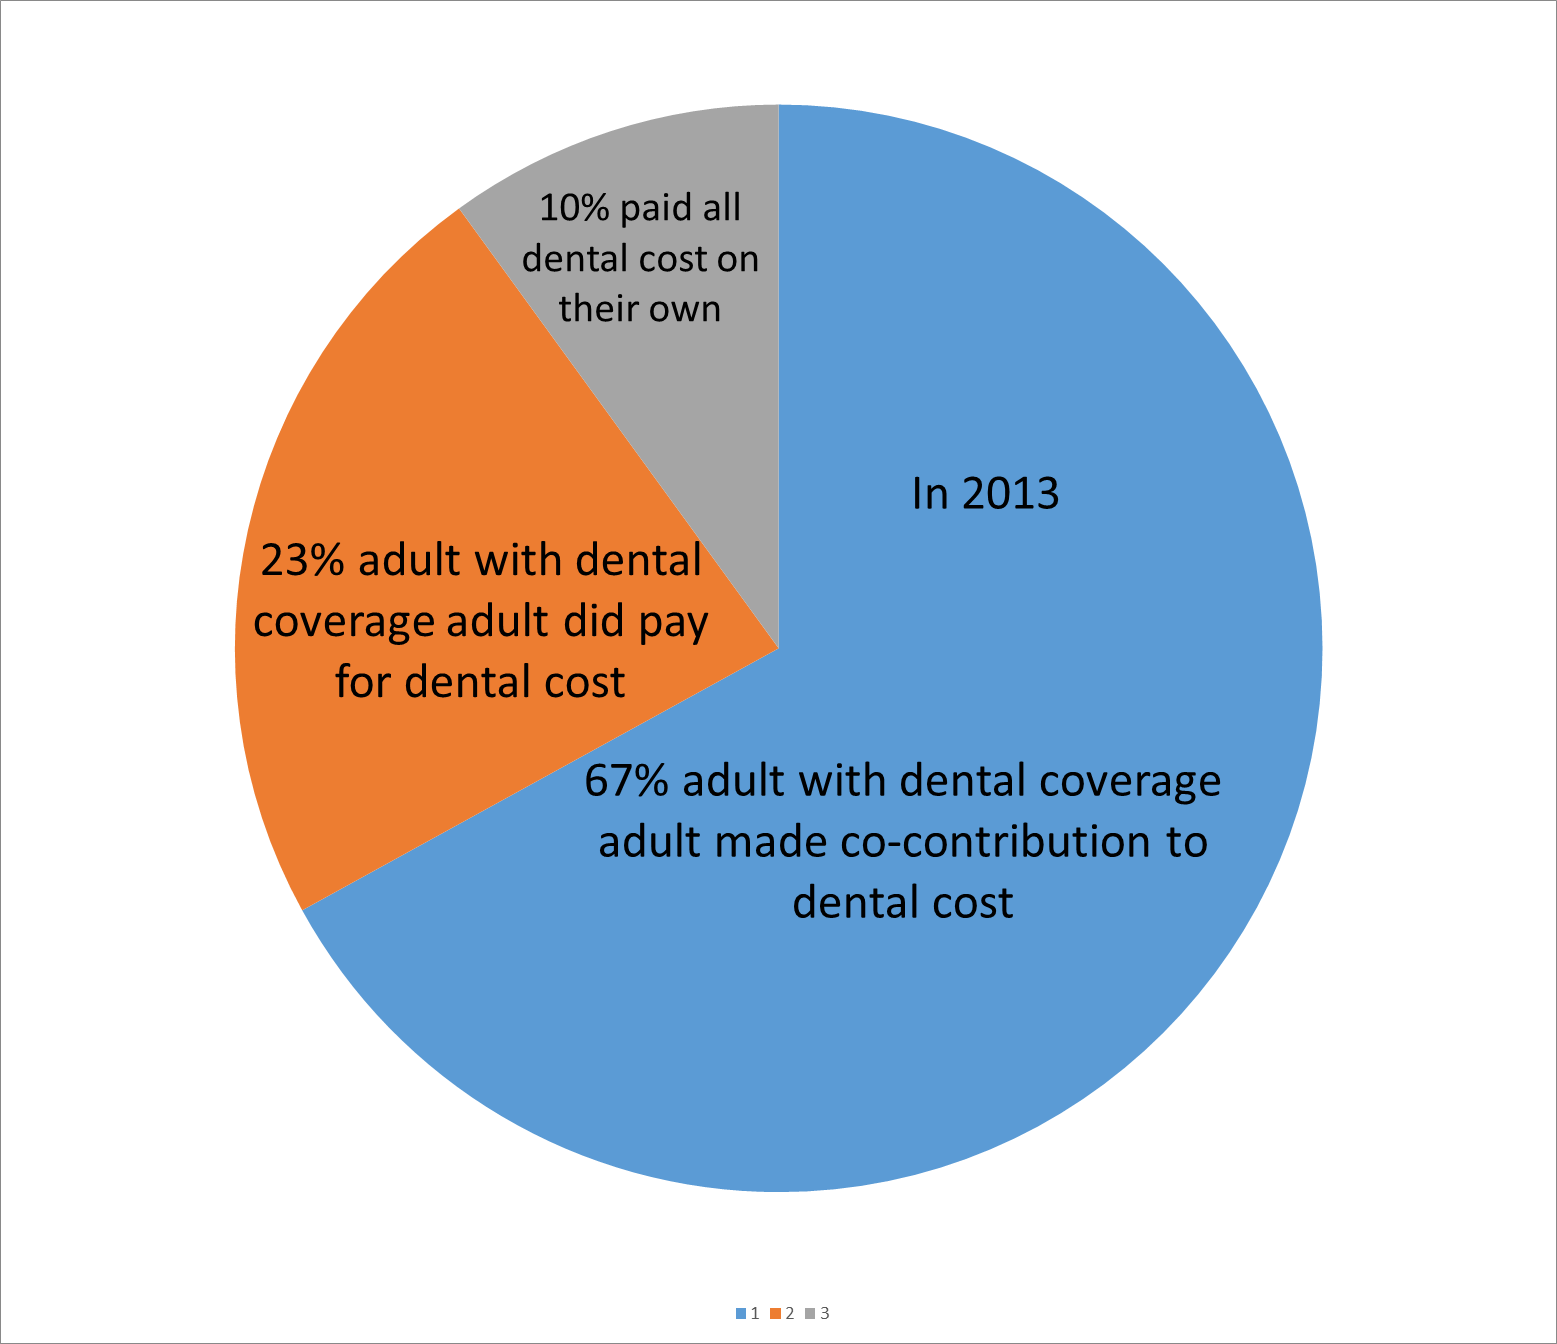 10% paid all
dental cost on
their own
In 2013
23% adult with dental
coverage adult did pay
for dental cost
67% adult with dental coverage
adult made co-contribution to
dental cost
1 2 3